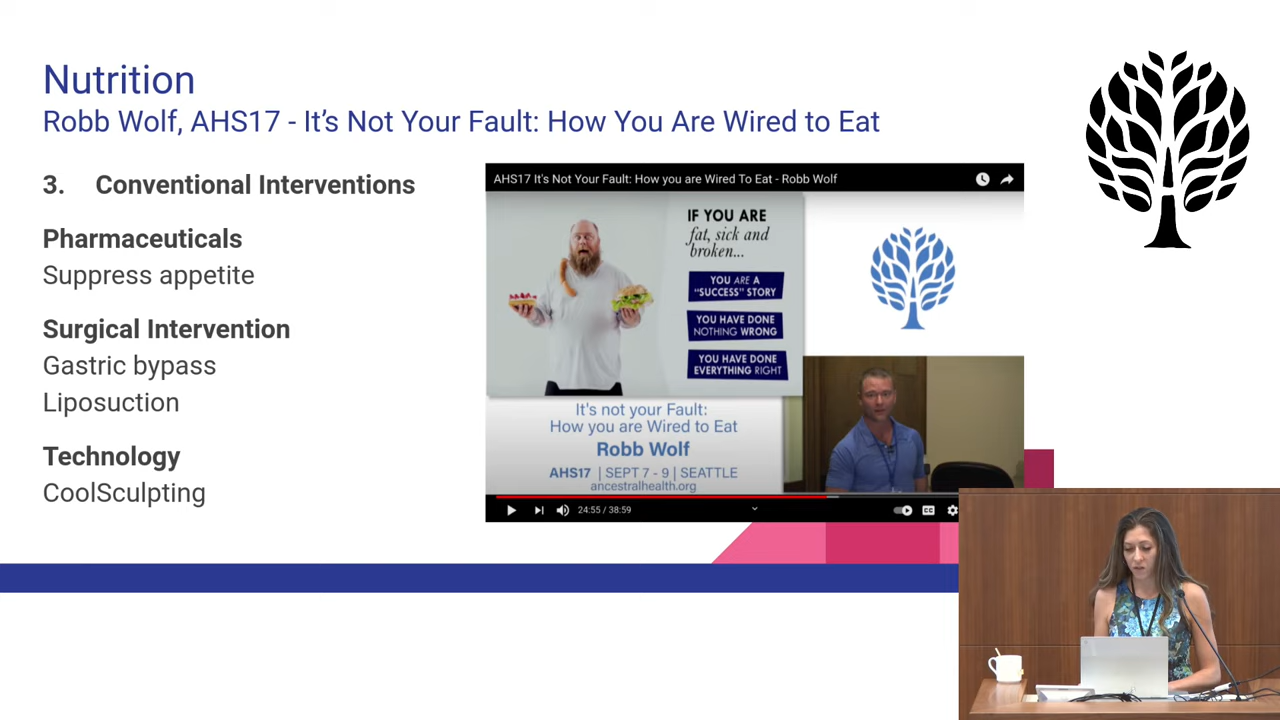 Nutrition
Robb Wolf, AHS17 - It's Not Your Fault: How You Are Wired to Eat
3. Conventional Interventions
Pharmaceuticals
Suppress appetite
Surgical Intervention
Gastric bypass
Liposuction
Technology
CoolSculpting
AHS17 It's Not Your Fault: How you are Wired To Eat - Robb Wolf
IF YOU ARE
fat, sick and
broken...
YOU ARE A
"SUCCESS" STORY
YOU HAVE DONE
NOTHING WRONG
YOU HAVE DONE
EVERYTHING RIGHT
It's not your Fault:
How you are Wired to Eat
Robb Wolf
AHS17 | SEPT 7 - 9 | SEATTLE
ancestralhealth.org
24:55 / 38:59
CC